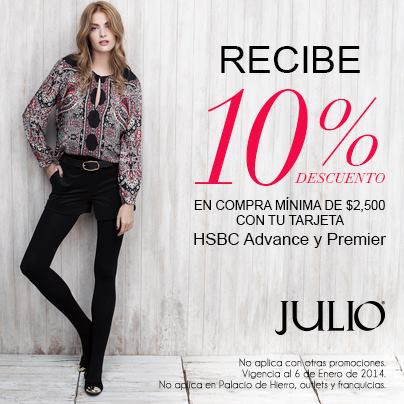 RECIBE
10%
DESCUENTO
EN COMPRA MÍNIMA DE $2,500
CON TU TARJETA
HSBC Advance y Premier
JULIO®
No aplica con otras promociones.
Vigencia al 6 de Enero de 2014.
No aplica en Palacio de Hierro, outlets y franquicias.